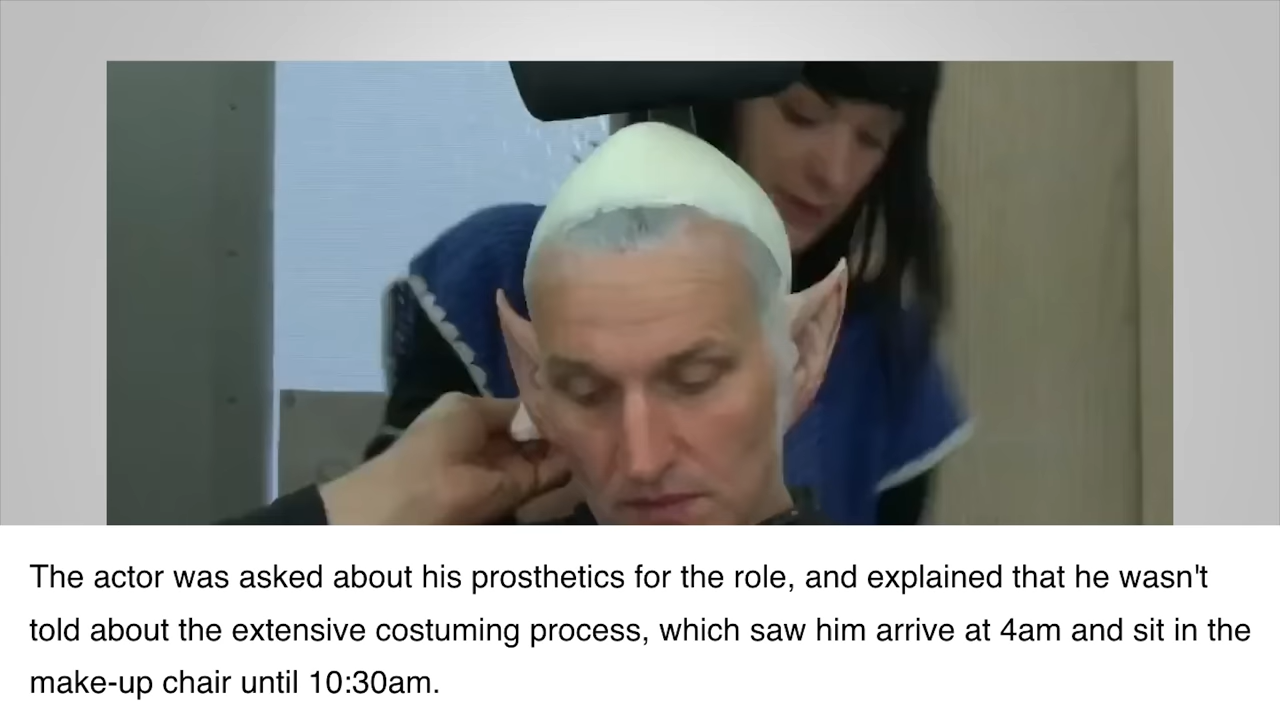 The actor was asked about his prosthetics for the role, and explained that he wasn't
told about the extensive costuming process, which saw him arrive at 4am and sit in the
make-up chair until 10:30am.